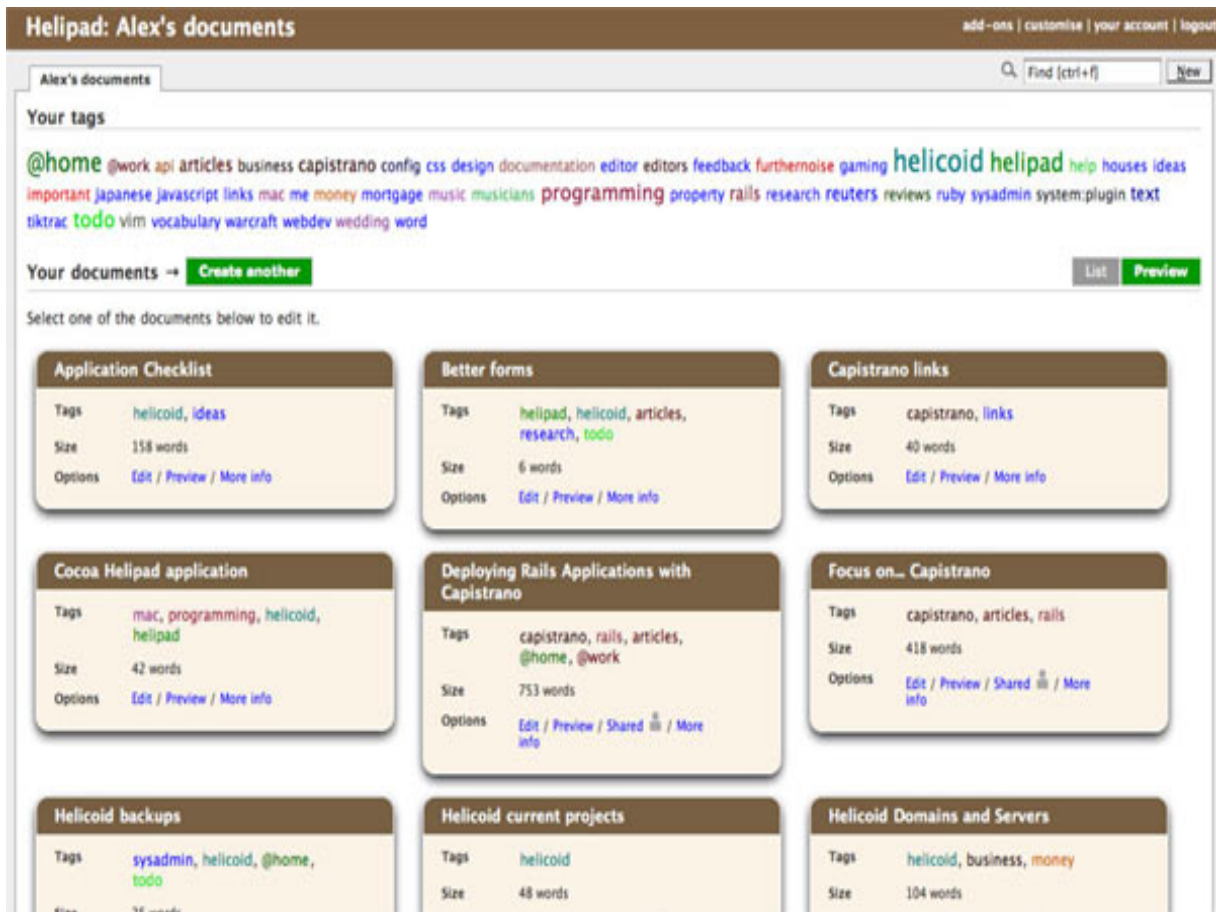 Helipad: Alex's documents
add-ons | customise | your account | logout
Alex's documents
Find [ctrl+f]
New
Your tags
@home @work api articles business capistrano config css design documentation editor editors feedback furthernoise gaming helicoid helipad help houses ideas
important japanese javascript links mac me money mortgage music musicians programming property rails research reuters reviews ruby sysadmin system:plugin text
tiktrac todo vim vocabulary warcraft webdev wedding word
Your documents → Create another
List Preview
Select one of the documents below to edit it.
Application Checklist
Tags helicoid, ideas
Size 158 words
Options Edit / Preview / More info
Better forms
Tags helipad, helicoid, articles,
research, todo
Size 6 words
Options Edit / Preview / More info
Capistrano links
Tags capistrano, links
Size 40 words
Options Edit / Preview / More info
Cocoa Helipad application
Tags mac, programming, helicoid,
helipad
Size 42 words
Options Edit / Preview / More info
Deploying Rails Applications with
Capistrano
Tags capistrano, rails, articles,
@home, @work
Size 753 words
Options Edit / Preview / Shared / More
info
Focus on... Capistrano
Tags capistrano, articles, rails
Size 418 words
Options Edit / Preview / Shared / More
info
Helicoid backups
Tags sysadmin, helicoid, @home,
todo
Helicoid current projects
Tags helicoid
Size 48 words
Helicoid Domains and Servers
Tags helicoid, business, money
Size 104 words